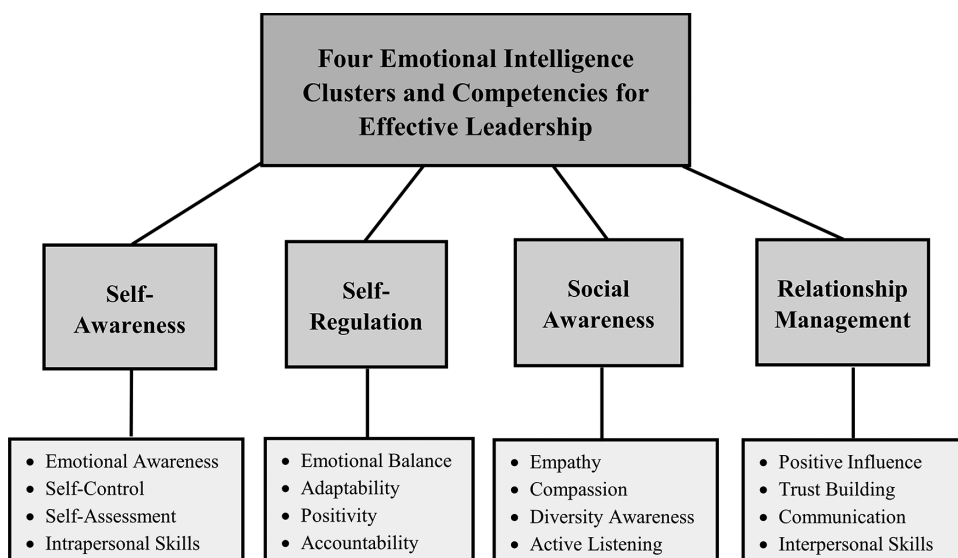 Four Emotional Intelligence
Clusters and Competencies for
Effective Leadership
Self-
Awareness
Self-
Regulation
Social
Awareness
Relationship
Management
• Emotional Awareness
• Self-Control
• Self-Assessment
• Intrapersonal Skills
• Emotional Balance
• Adaptability
• Positivity
• Accountability
• Empathy
• Compassion
• Diversity Awareness
• Active Listening
• Positive Influence
• Trust Building
• Communication
• Interpersonal Skills